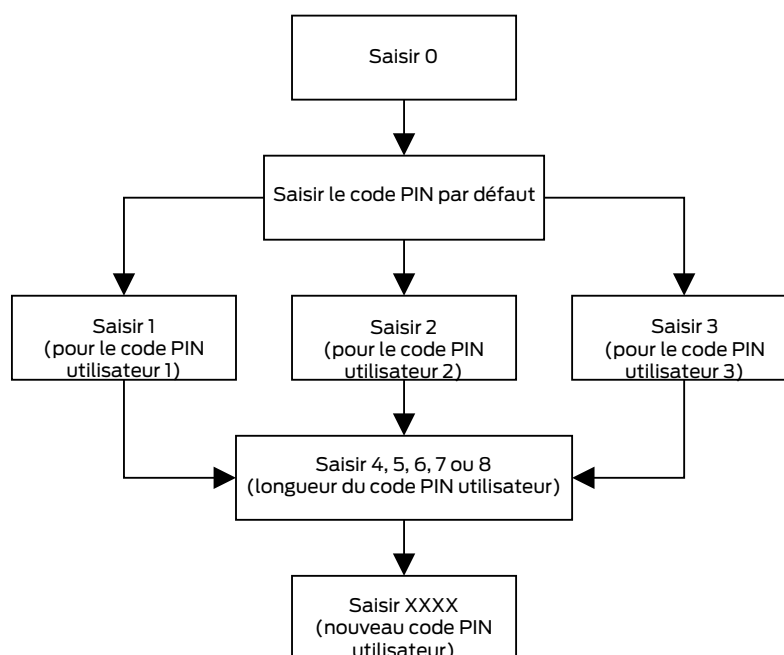 Saisir 0
Saisir le code PIN par défaut
Saisir 1
(pour le code PIN
utilisateur 1)
Saisir 2
(pour le code PIN
utilisateur 2)
Saisir 3
(pour le code PIN
utilisateur 3)
Saisir 4, 5, 6, 7 ou 8
(longueur du code PIN utilisateur)
Saisir XXXX
(nouveau code PIN
utilisateur)